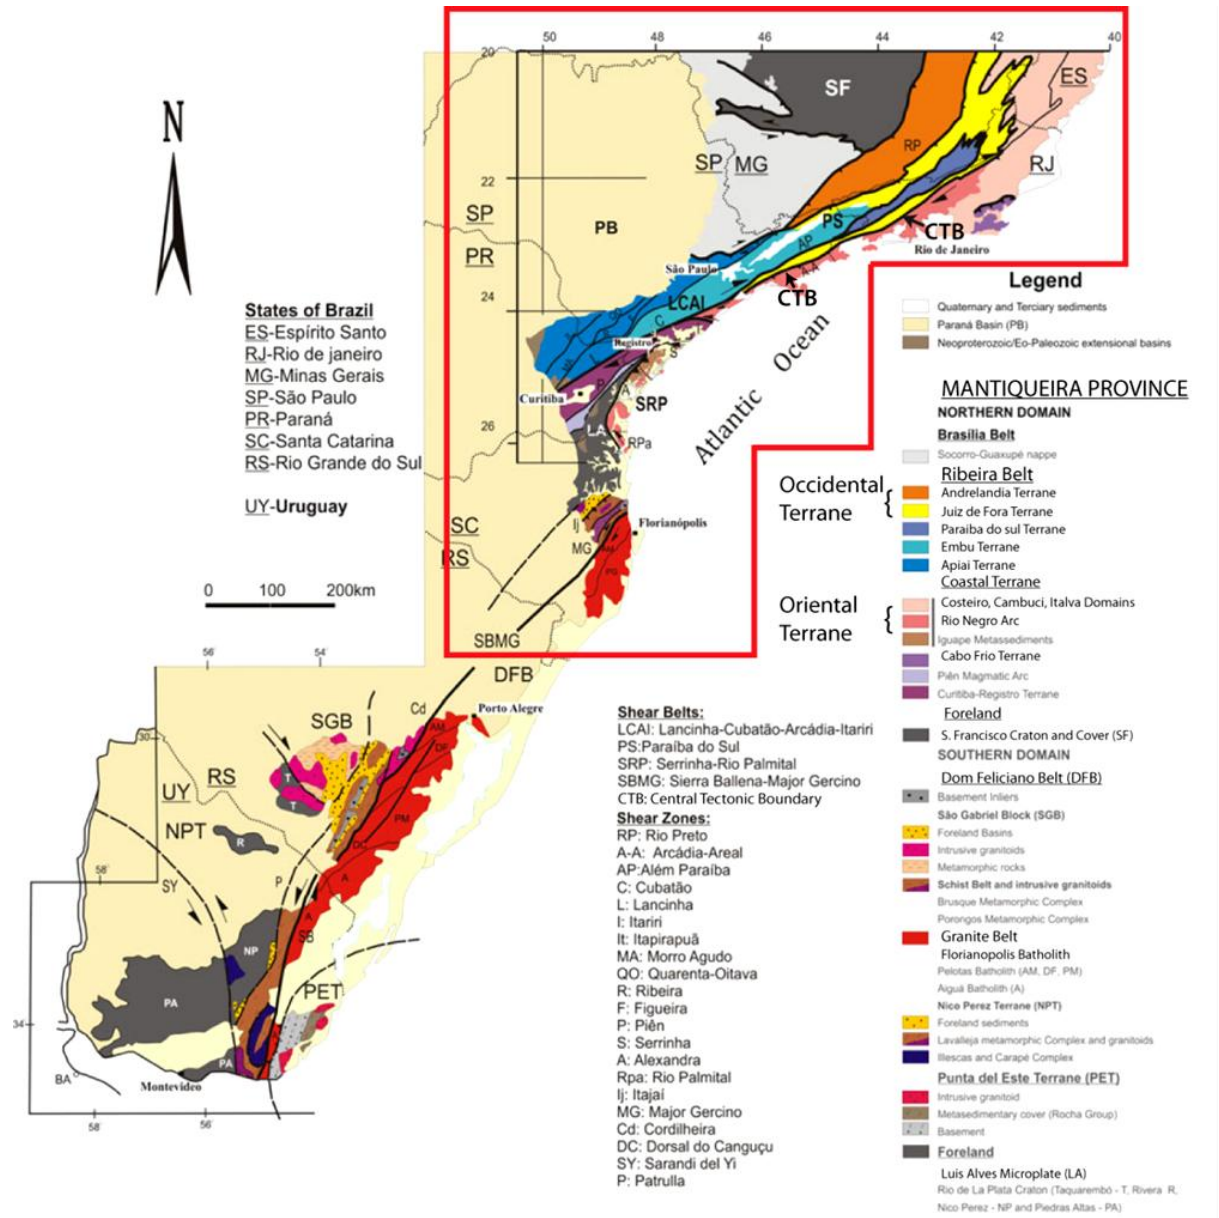 50 48 46 44 42 40
20
N
SF
ES
RP
SP MG
RJ
22
SP
PB
PS
CTB
AP
PR
São Paulo
Rio de Janeiro
A-A
CTB
24
LCAI
C
Registro
S
Curitiba
P
A
SRP
LA
26
RPa
Atlantic Ocean
Ij
SC
Florianópolis
MG
AM
RS
PG
SBMG
DFB
States of Brazil
ES-Espírito Santo
RJ-Rio de janeiro
MG-Minas Gerais
SP-São Paulo
PR-Paraná
SC-Santa Catarina
RS-Rio Grande do Sul
UY-Uruguay
0 100 200km
56 54
Cd
Porto Alegre
SGB
AM
DF
30
T
RS
UY
T
PM
NPT
R
DC
58
SY
P
A
A
SB
NP
PET
PA
34
PA
BA
Montevideo
58 56
Legend
Quaternary and Terciary sediments
Paraná Basin (PB)
Neoproterozoic/Eo-Paleozoic extensional basins
MANTIQUEIRA PROVINCE
NORTHERN DOMAIN
Brasília Belt
Socorro-Guaxupé nappe
Ribeira Belt
Occidental Terrane {
Andrelandia Terrane
Juiz de Fora Terrane
Paraiba do sul Terrane
Embu Terrane
Apiai Terrane
Coastal Terrane
Oriental Terrane {
Costeiro, Cambuci, Italva Domains
Rio Negro Arc
Iguape Metassediments
Cabo Frio Terrane
Piên Magmatic Arc
Curitiba-Registro Terrane
Foreland
S. Francisco Craton and Cover (SF)
SOUTHERN DOMAIN
Dom Feliciano Belt (DFB)
Basement Inliers
São Gabriel Block (SGB)
Foreland Basins
Intrusive granitoids
Metamorphic rocks
Schist Belt and intrusive granitoids
Brusque Metamorphic Complex
Porongos Metamorphic Complex
Granite Belt
Florianopolis Batholith
Pelotas Batholith (AM, DF, PM)
Aiguá Batholith (A)
Nico Perez Terrane (NPT)
Foreland sediments
Lavalleja metamorphic Complex and granitoids
Illescas and Carapé Complex
Punta del Este Terrane (PET)
Intrusive granitoid
Metasedimentary cover (Rocha Group)
Basement
Foreland
Luis Alves Microplate (LA)
Rio de La Plata Craton (Taquarembó - T, Rivera R,
Nico Perez - NP and Piedras Altas - PA)
Shear Belts:
LCAI: Lancinha-Cubatão-Arcádia-Itariri
PS:Paraíba do Sul
SRP: Serrinha-Rio Palmital
SBMG: Sierra Ballena-Major Gercino
CTB: Central Tectonic Boundary
Shear Zones:
RP: Rio Preto
A-A: Arcádia-Areal
AP:Além Paraíba
C: Cubatão
L: Lancinha
I: Itariri
It: Itapirapuã
MA: Morro Agudo
QO: Quarenta-Oitava
R: Ribeira
F: Figueira
P: Piên
S: Serrinha
A: Alexandra
Rpa: Rio Palmital
Ij: Itajaí
MG: Major Gercino
Cd: Cordilheira
DC: Dorsal do Canguçu
SY: Sarandi del Yi
P: Patrulla